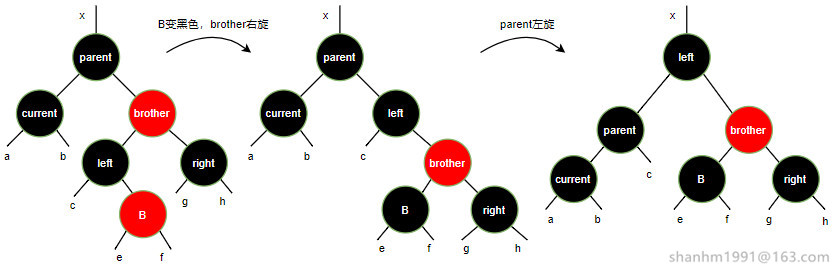 x
B变黑色，brother右旋
x
parent左旋
x
parent
parent
left
current
brother
current
left
parent
brother
a
b
left
right
a
b
c
brother
current
c
B
right
c
B
g
h
B
right
a
b
e
f
g
h
e
f
e
f
g
h
shanhm1991@163.com